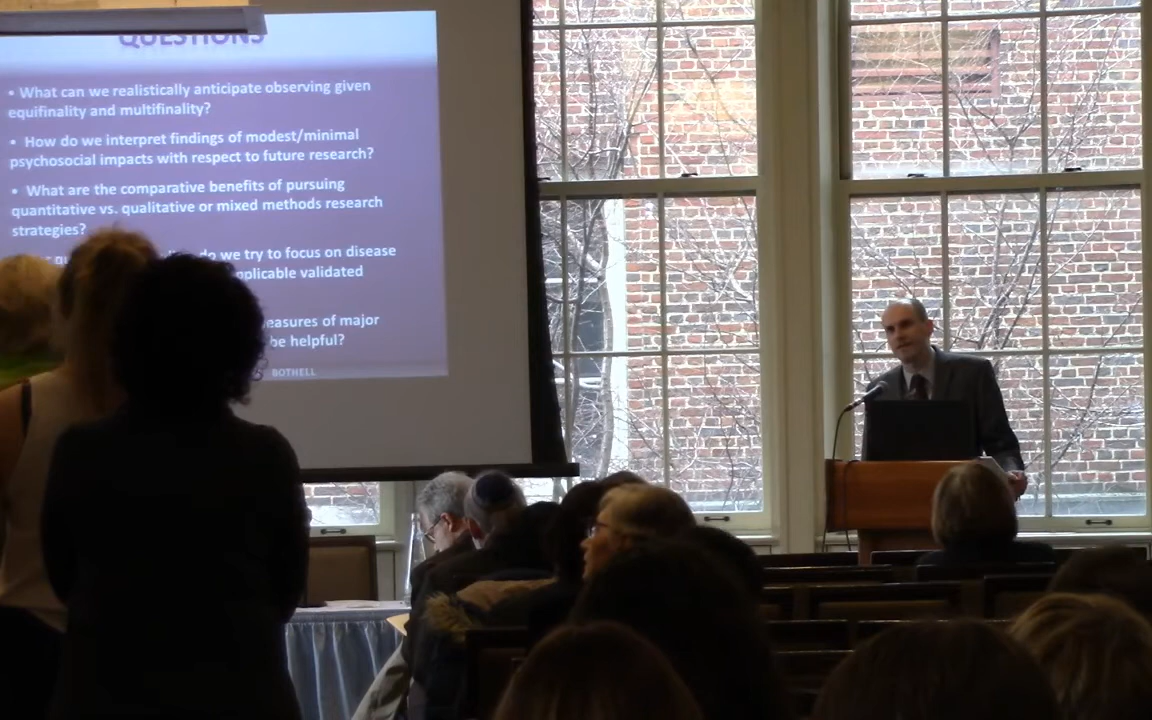 QUESTIONS
• What can we realistically anticipate observing given
equifinality and multifinality?
• How do we interpret findings of modest/minimal
psychosocial impacts with respect to future research?
• What are the comparative benefits of pursuing
quantitative vs. qualitative or mixed methods research
strategies?
do we try to focus on disease
applicable validated
measures of major
be helpful?
BOTHELL